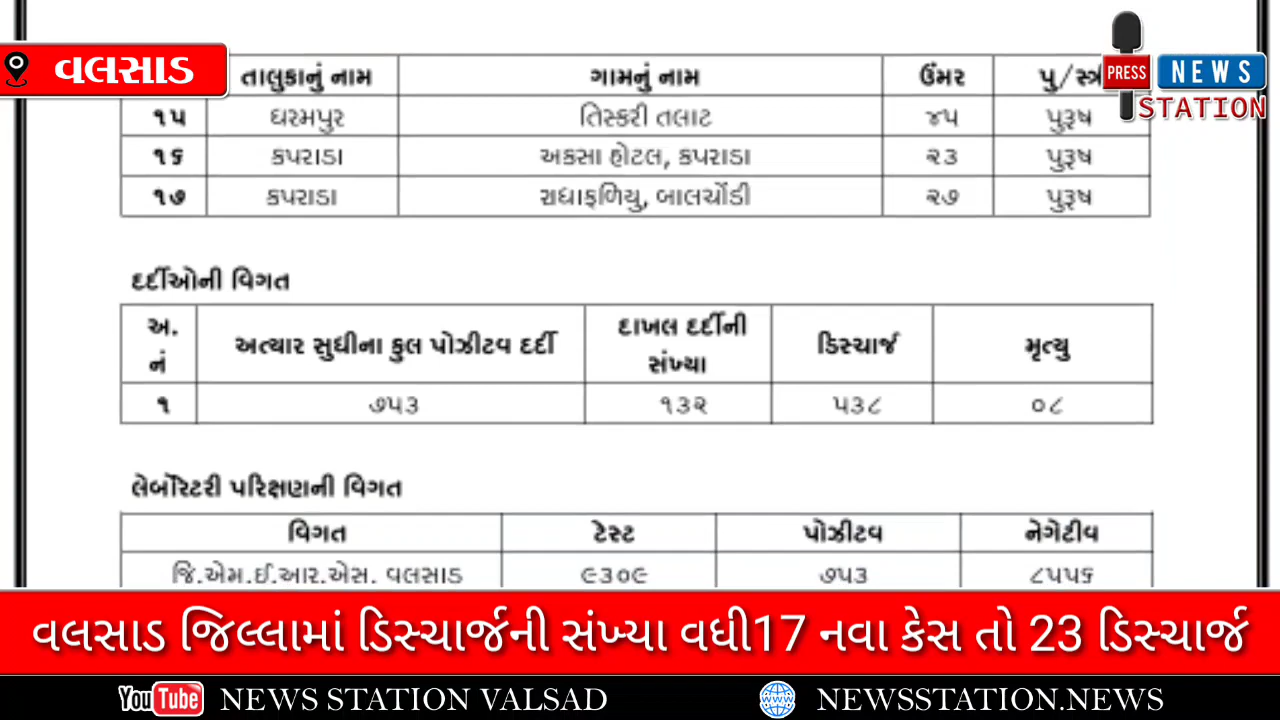 વલસાડ
PRESS NEWS
STATION
તાલુકાનું નામ ગામનું નામ ઉંમર પુ/સ્ત્રી
૧૫ ધરમપુર તિસ્કરી તલાટ ૪૫ પુરૂષ
૧૬ કપરાડા અકસા હોટલ, કપરાડા ૨૩ પુરૂષ
૧૭ કપરાડા રાધાફળિયુ, બાલચોંડી ૨૭ પુરૂષ
દર્દીઓની વિગત
અ. નં અત્યાર સુધીના કુલ પોઝીટવ દર્દી દાખલ દર્દીની સંખ્યા ડિસ્ચાર્જ મૃત્યુ
૧ ૭૫૩ ૧૩૨ ૫૩૮ ૦૮
લેબોરેટરી પરિક્ષણની વિગત
વિગત ટેસ્ટ પોઝીટવ નેગેટીવ
જિ.એમ.ઈ.આર.એસ. વલસાડ ૯૩૦૯ ૭૫૩ ૮૫૫૬
વલસાડ જિલ્લામાં ડિસ્ચાર્જની સંખ્યા વધી17 નવા કેસ તો 23 ડિસ્ચાર્જ
YouTube NEWS STATION VALSAD NEWSSTATION.NEWS